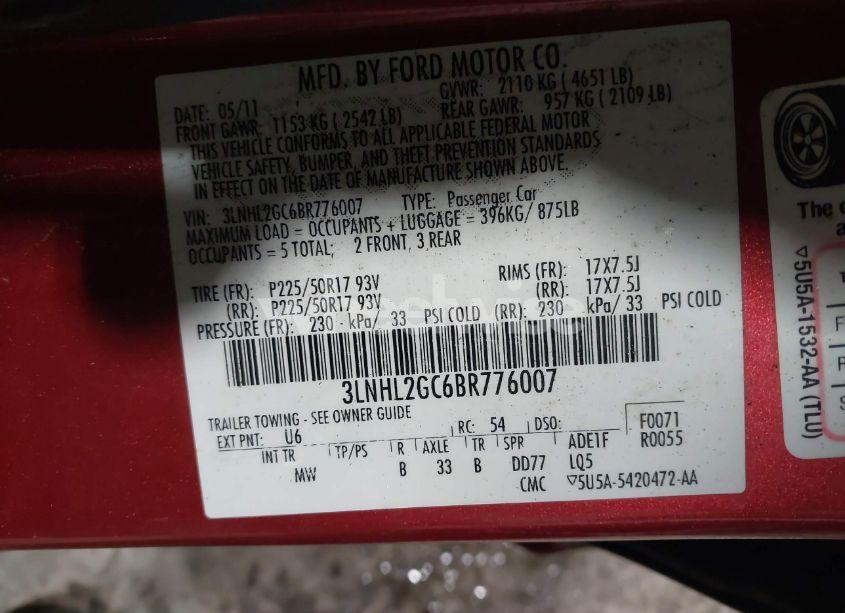 MFD. BY FORD MOTOR CO.
DATE: 05/11 GVWR: 2110 KG ( 4651 LB)
FRONT GAWR: 1153 KG ( 2542 LB) REAR GAWR: 957 KG ( 2109 LB)
THIS VEHICLE CONFORMS TO ALL APPLICABLE FEDERAL MOTOR
VEHICLE SAFETY, BUMPER, AND THEFT PREVENTION STANDARDS
IN EFFECT ON THE DATE OF MANUFACTURE SHOWN ABOVE.
VIN: 3LNHL2GC6BR776007 TYPE: Passenger Car
MAXIMUM LOAD = OCCUPANTS + LUGGAGE = 396KG/ 875LB
OCCUPANTS = 5 TOTAL; 2 FRONT, 3 REAR
TIRE (FR): P225/50R17 93V RIMS (FR): 17X7.5J
(RR): P225/50R17 93V (RR): 17X7.5J
PRESSURE (FR): 230 kPa/ 33 PSI COLD (RR): 230 kPa/ 33 PSI COLD
3LNHL2GC6BR776007
TRAILER TOWING - SEE OWNER GUIDE
EXT PNT: U6 RC: 54 DSO: F0071
INT TR TP/PS R AXLE TR SPR ADE1F R0055
MW B 33 B DD77 LQ5
CMC ▽5U5A-5420472-AA
The
▽5U5A-1532-AA (TLU)